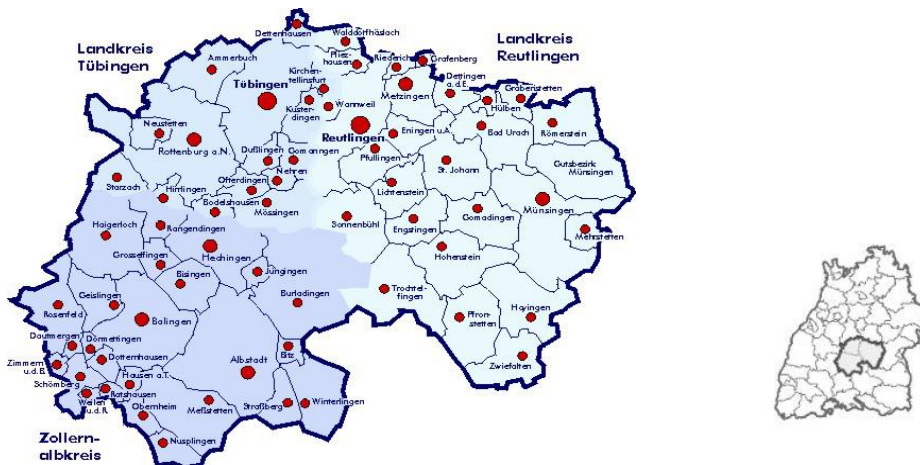 Dettenhausen
Walddorfhäslach
Landkreis
Tübingen
Landkreis
Reutlingen
Pliez-
hausen
Riederich
Grafenberg
Ammerbuch
Kirchen-
tellinsfurt
Dettingen
a.d.E.
Grabenstetten
Tübingen
Metzingen
Hülben
Kuster-
dingen
Wannweil
Neustetten
Rottenburg a.N.
Reutlingen
Eningen u.A.
Bad Urach
Römerstein
Dußlingen
Gomaringen
Pfullingen
St. Johann
Gutsbezirk
Münsingen
Nehren
Ofterdingen
Starzach
Hirrlingen
Lichtenstein
Bodelshausen
Mössingen
Münsingen
Gomadingen
Sonnenbühl
Engstingen
Haigerloch
Rangendingen
Mehrstetten
Grosselfingen
Hechingen
Hohenstein
Jungingen
Bisingen
Trochtel-
fingen
Geislingen
Burladingen
Rosenfeld
Balingen
Pfron-
stetten
Hayingen
Dautmergen
Dörmettingen
Dotternhausen
Zimmern
u.d.B.
Albstadt
Bitz
Zwiefalten
Schömberg
Hausen a.T.
Ratshausen
Weilen
u.d.R.
Obernheim
Meßstetten
Straßberg
Winterlingen
Nusplingen
Zollern-
albkreis